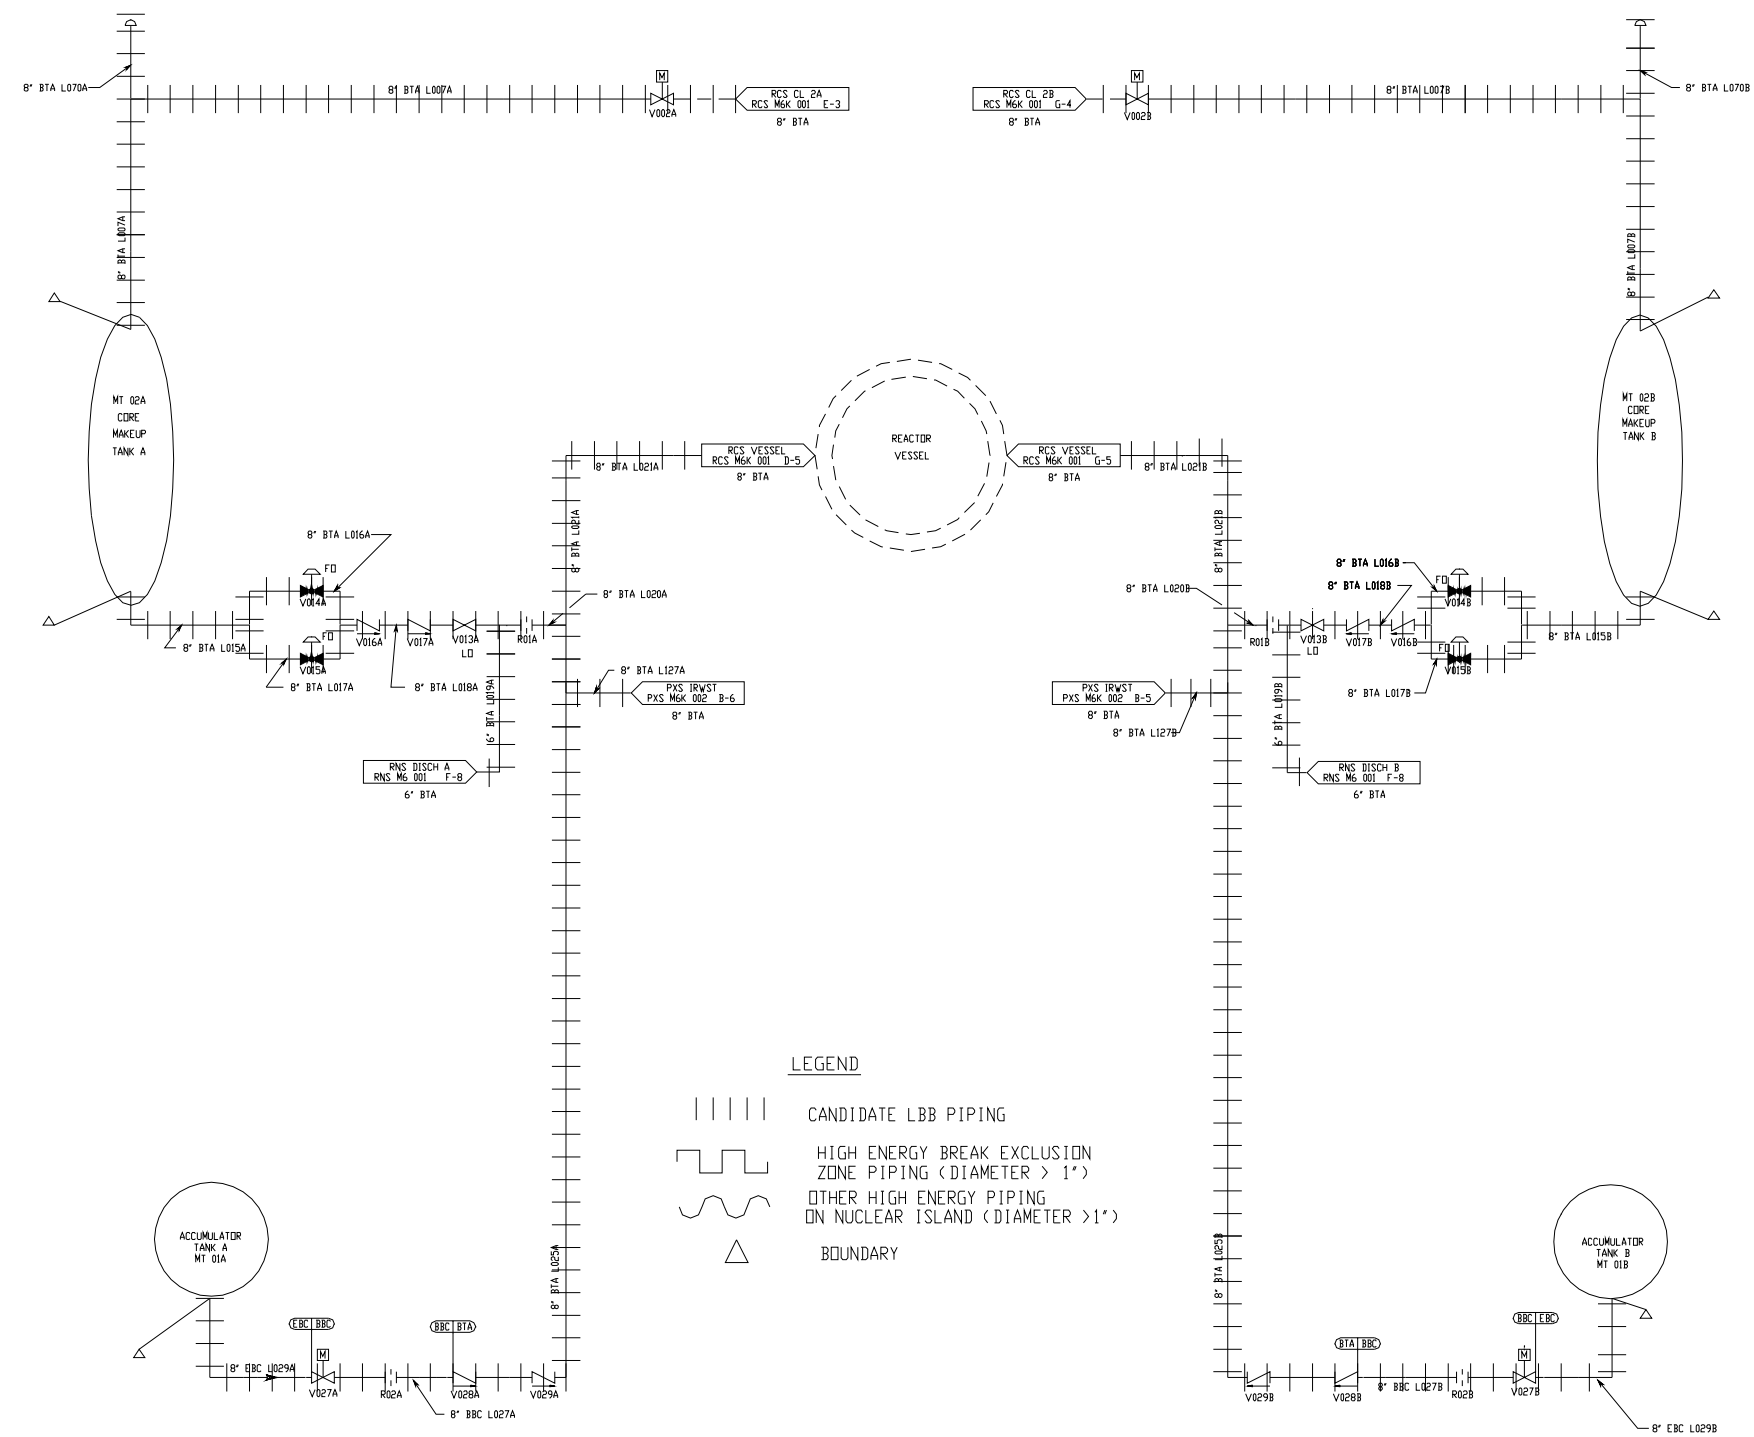 8" BTA L070A
8" BTA L007A
M
V002A
RCS CL 2A
RCS M6K 001 E-3
8" BTA
RCS CL 2B
RCS M6K 001 G-4
8" BTA
M
V002B
8" BTA L007B
8" BTA L070B
8" BTA L007A
8" BTA L007B
MT 02A
CORE
MAKEUP
TANK A
MT 02B
CORE
MAKEUP
TANK B
REACTOR
VESSEL
RCS VESSEL
RCS M6K 001 D-5
8" BTA
RCS VESSEL
RCS M6K 001 G-5
8" BTA
8" BTA L021A
8" BTA L021B
8" BTA L021A
8" BTA L021B
8" BTA L016A
FO
V014A
FO
V015A
8" BTA L015A
8" BTA L017A
V016A
V017A
V013A
LO
R01A
8" BTA L018A
8" BTA L020A
6" BTA L019A
8" BTA L127A
PXS IRWST
PXS M6K 002 B-6
8" BTA
RNS DISCH A
RNS M6 001 F-8
6" BTA
8" BTA L016B
8" BTA L018B
8" BTA L020B
FO
V014B
FO
V015B
R01B
V013B
LO
V017B
V016B
8" BTA L015B
8" BTA L017B
6" BTA L019B
PXS IRWST
PXS M6K 002 B-5
8" BTA
8" BTA L127B
RNS DISCH B
RNS M6 001 F-8
6" BTA
LEGEND
CANDIDATE LBB PIPING
HIGH ENERGY BREAK EXCLUSION
ZONE PIPING (DIAMETER > 1")
OTHER HIGH ENERGY PIPING
ON NUCLEAR ISLAND (DIAMETER >1")
BOUNDARY
ACCUMULATOR
TANK A
MT 01A
ACCUMULATOR
TANK B
MT 01B
8" BTA L025A
8" BTA L025B
EBC BBC
BBC BTA
M
8" EBC L029A
V027A
R02A
V028A
V029A
8" BBC L027A
BTA BBC
BBC EBC
M
V029B
V028B
8" BBC L027B
R02B
V027B
8" EBC L029B